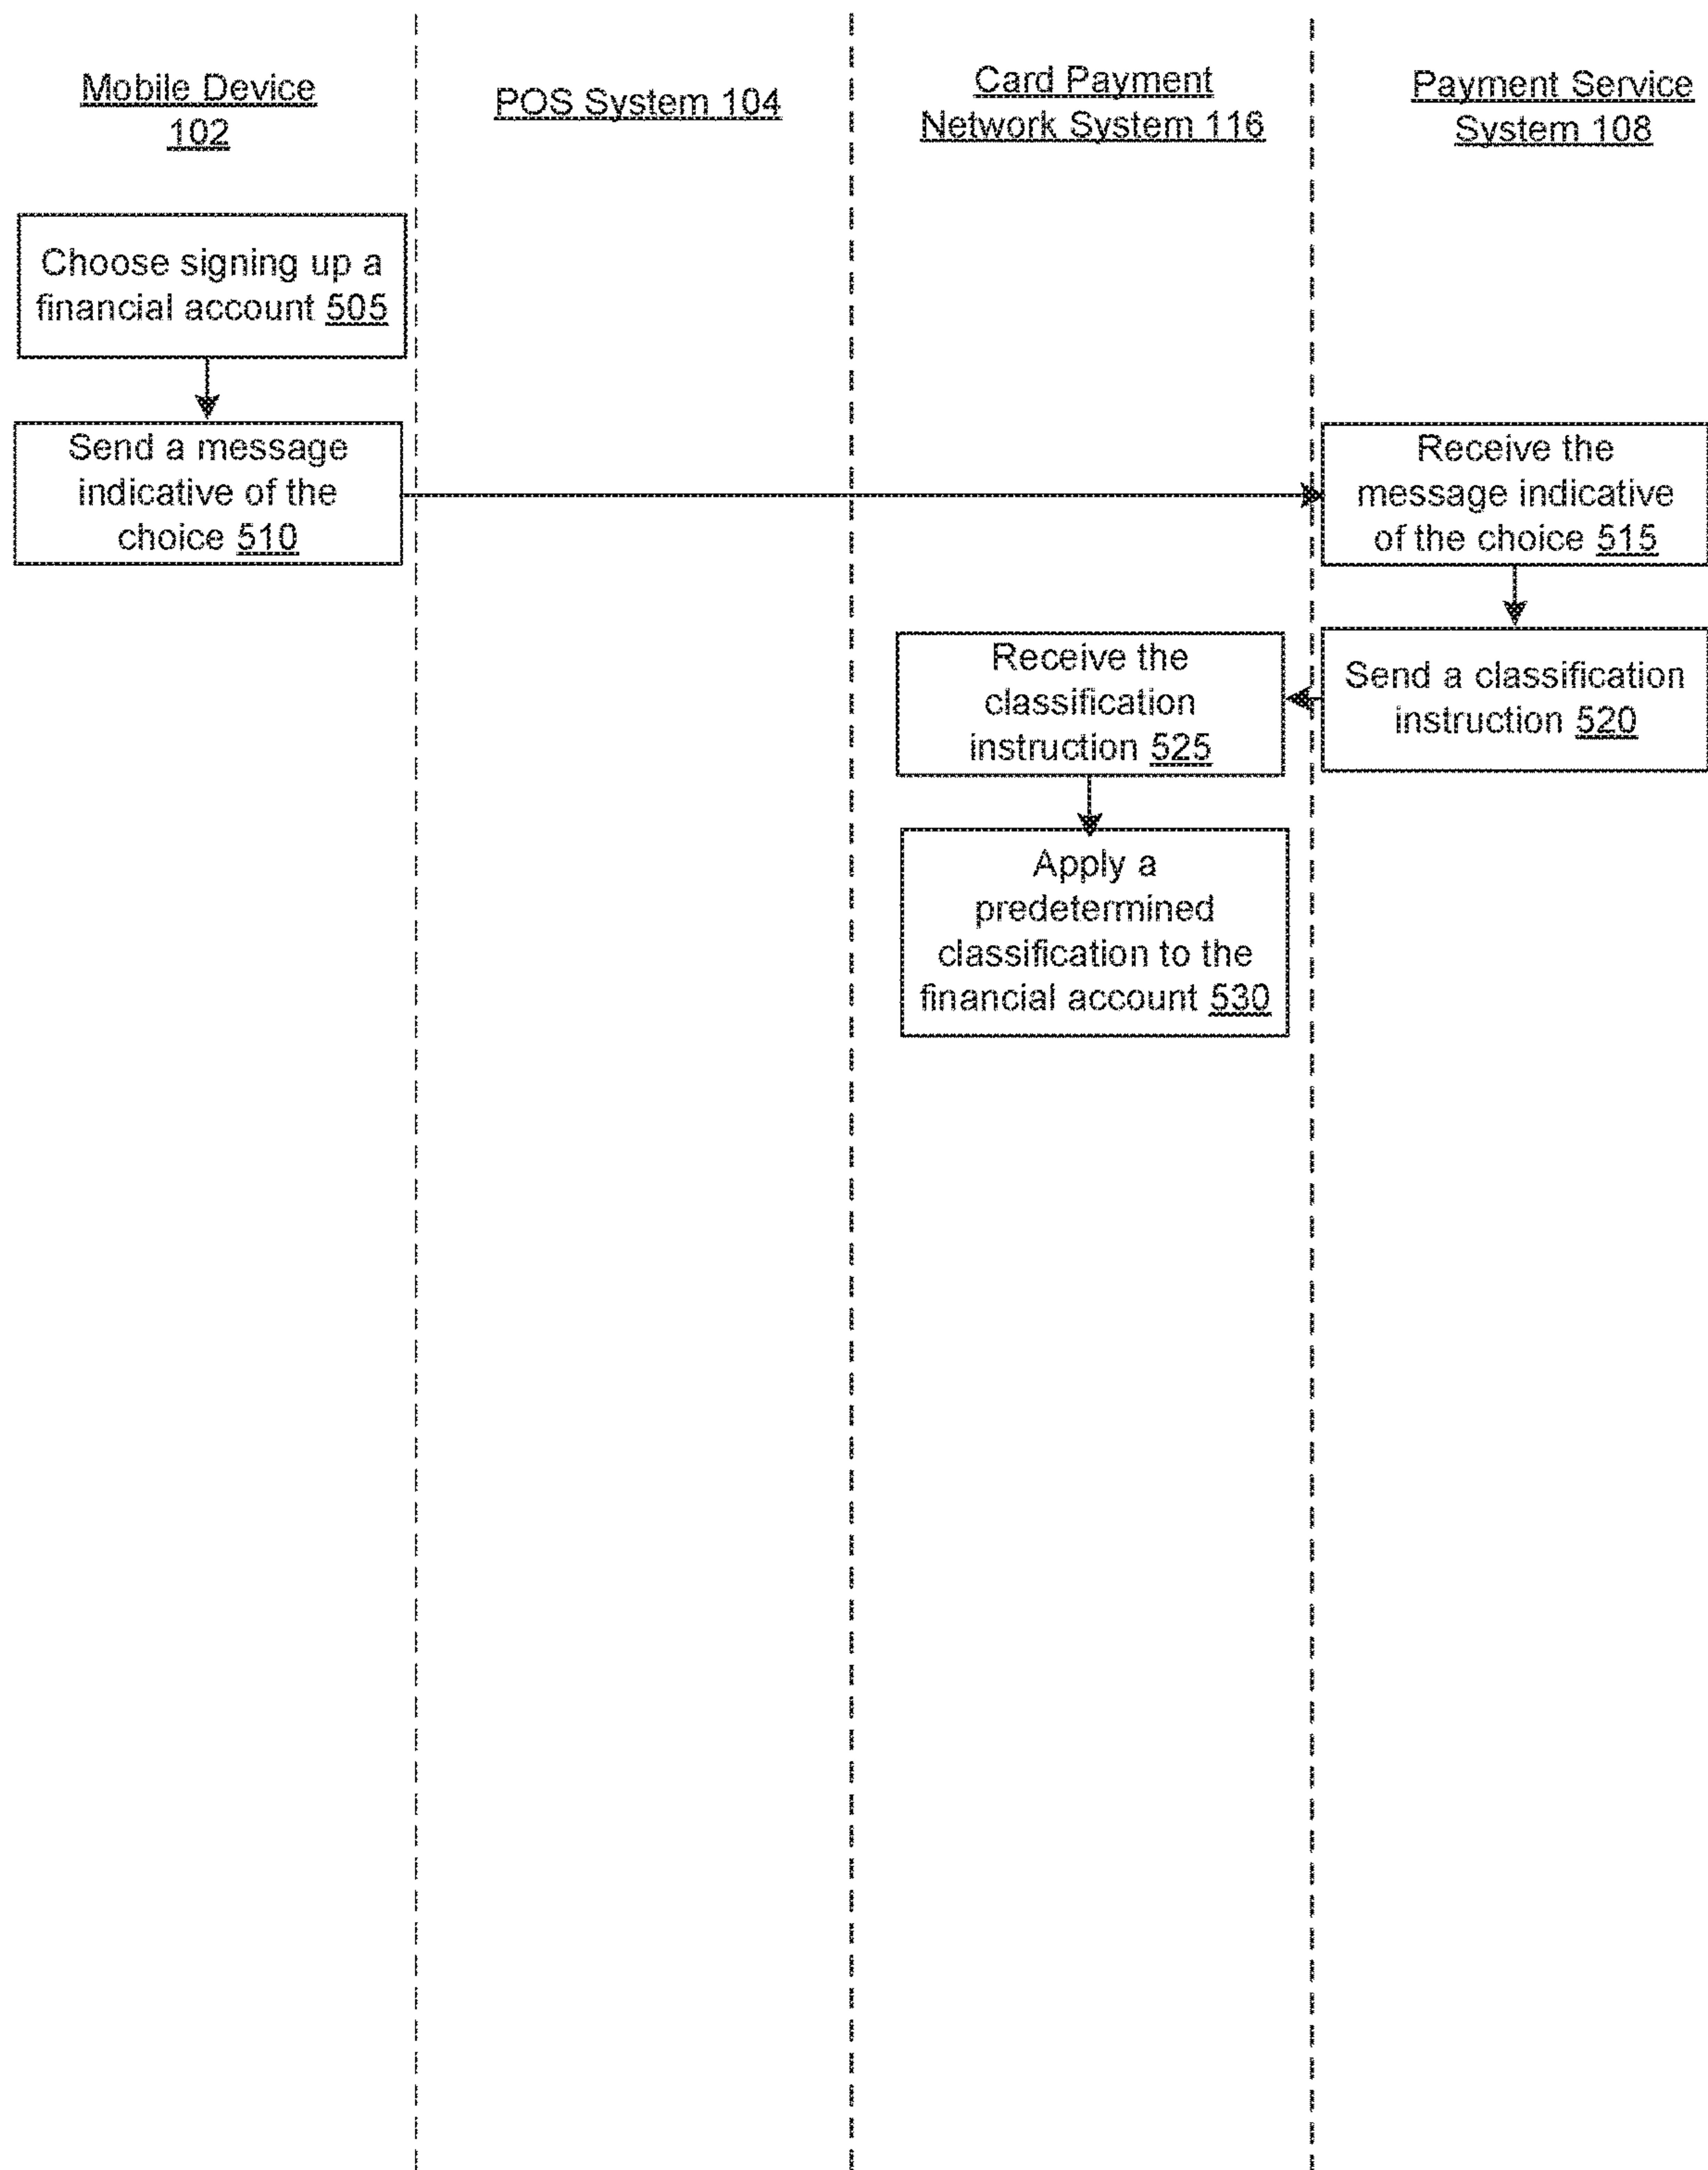 Mobile Device
102
POS System 104
Card Payment
Network System 116
Payment Service
System 108
Choose signing up a
financial account 505
Send a message
indicative of the
choice 510
Receive the
message indicative
of the choice 515
Send a classification
instruction 520
Receive the
classification
instruction 525
Apply a
predetermined
classification to the
financial account 530